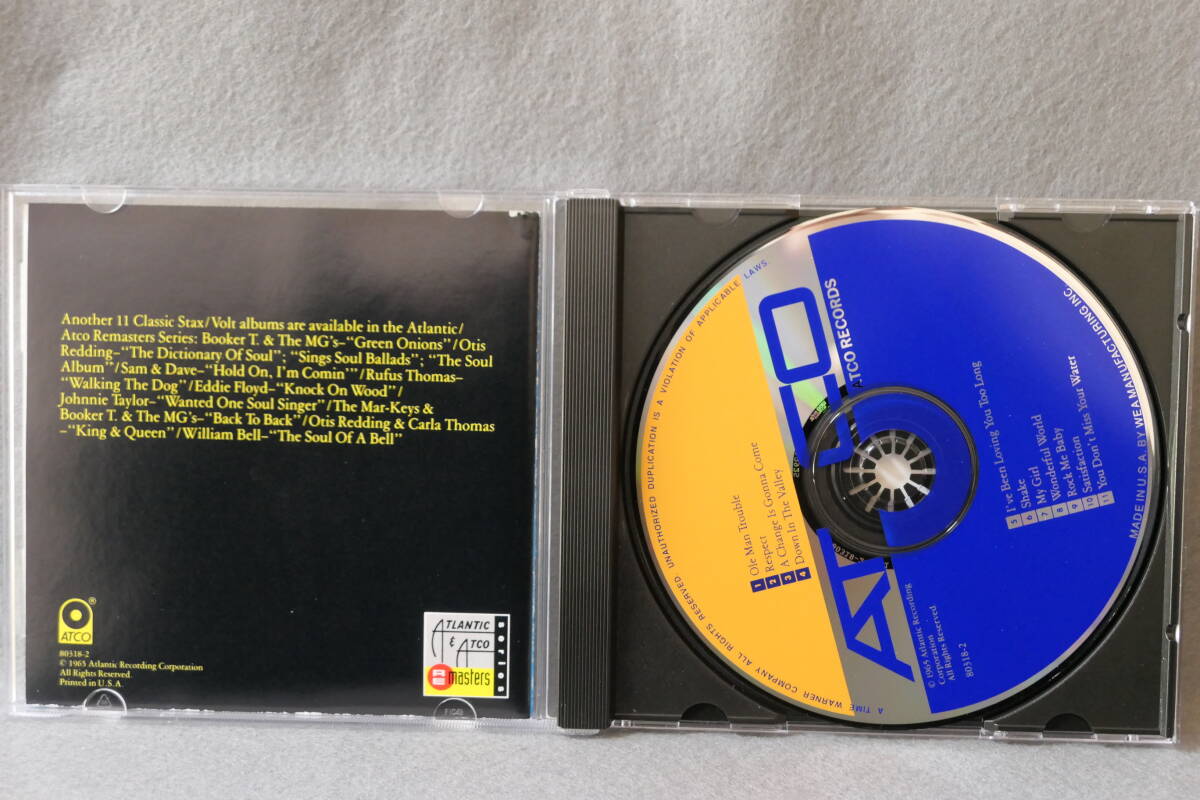 Another 11 Classic Stax/Volt albums are available in the Atlantic/
Atco Remasters Series: Booker T. & The MG's–“Green Onions”/Otis
Redding–“The Dictionary Of Soul”; “Sings Soul Ballads”; “The Soul
Album”/Sam & Dave–“Hold On, I'm Comin'”/Rufus Thomas–
“Walking The Dog”/Eddie Floyd–“Knock On Wood”/
Johnnie Taylor–“Wanted One Soul Singer”/The Mar-Keys &
Booker T. & The MG's–“Back To Back”/Otis Redding & Carla Thomas
–“King & Queen”/William Bell–“The Soul Of A Bell”
ATCO®
80318-2
© 1965 Atlantic Recording Corporation
All Rights Reserved.
Printed in U.S.A.
ATLANTIC
& ATCO
masters
series
ATCO
ATCO RECORDS
1 Ole Man Trouble
2 Respect
3 A Change Is Gonna Come
4 Down In The Valley
5 I've Been Loving You Too Long
6 Shake
7 My Girl
8 Wonderful World
9 Rock Me Baby
10 Satisfaction
11 You Don't Miss Your Water
© 1965 Atlantic Recording
Corporation
All Rights Reserved.
80318-2
A TIME WARNER COMPANY ALL RIGHTS RESERVED UNAUTHORIZED DUPLICATION IS A VIOLATION OF APPLICABLE LAWS.
MADE IN U.S.A. BY WEA MANUFACTURING INC.